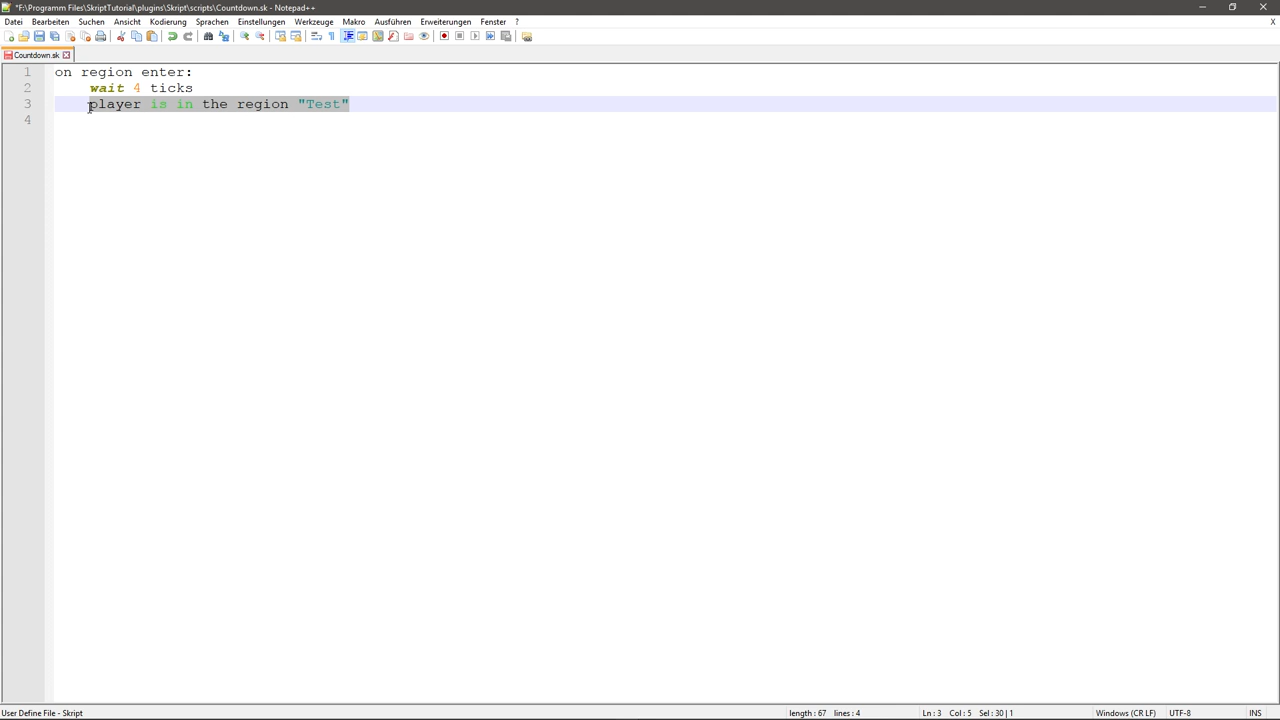 *F:\Programm Files\SkriptTutorial\plugins\Skript\scripts\Countdown.sk - Notepad++
Datei Bearbeiten Suchen Ansicht Kodierung Sprachen Einstellungen Werkzeuge Makro Ausführen Erweiterungen Fenster ? X
Countdown.sk
1 on region enter:
2 wait 4 ticks
3 player is in the region "Test"
4
User Define File - Skript length : 67 lines : 4 Ln : 3 Col : 5 Sel : 30 | 1 Windows (CR LF) UTF-8 INS